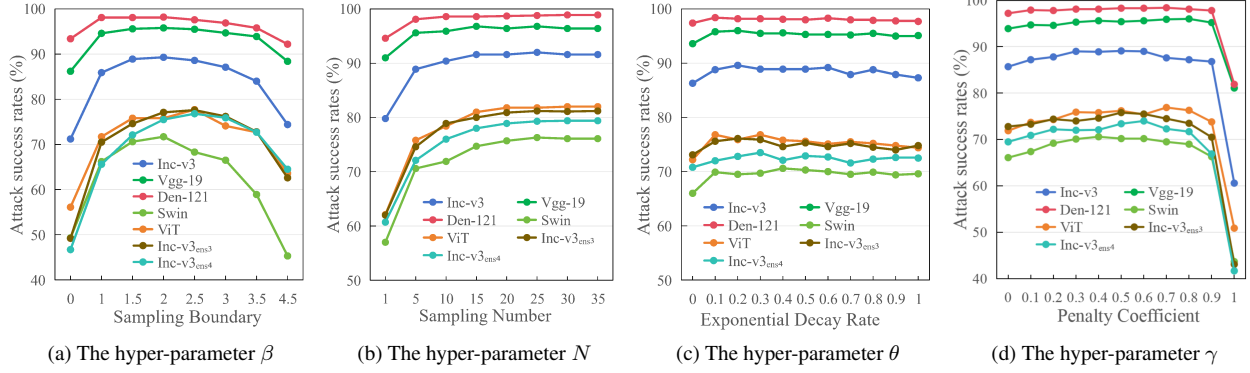 Attack success rates (%)
100
90
80
70
60
50
40
Inc-v3
Vgg-19
Den-121
Swin
ViT
Inc-v3ens3
Inc-v3ens4
0 1 1.5 2 2.5 3 3.5 4.5
Sampling Boundary
(a) The hyper-parameter β
Attack success rates (%)
100
90
80
70
60
50
Inc-v3 Vgg-19
Den-121 Swin
ViT Inc-v3ens3
Inc-v3ens4
1 5 10 15 20 25 30 35
Sampling Number
(b) The hyper-parameter N
Attack success rates (%)
100
90
80
70
60
50
Inc-v3 Vgg-19
Den-121 Swin
ViT Inc-v3ens3
Inc-v3ens4
0 0.1 0.2 0.3 0.4 0.5 0.6 0.7 0.8 0.9 1
Exponential Decay Rate
(c) The hyper-parameter θ
Attack success rates (%)
100
90
80
70
60
50
40
Inc-v3 Vgg-19
Den-121 Swin
ViT Inc-v3ens3
Inc-v3ens4
0 0.1 0.2 0.3 0.4 0.5 0.6 0.7 0.8 0.9 1
Penalty Coefficient
(d) The hyper-parameter γ